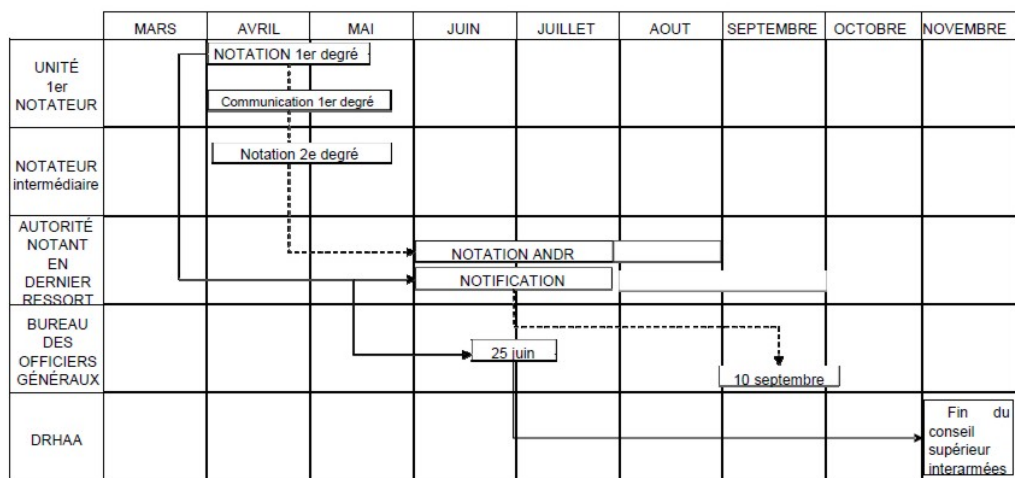 MARS AVRIL MAI JUIN JUILLET AOUT SEPTEMBRE OCTOBRE NOVEMBRE
UNITÉ
1er
NOTATEUR
NOTATION 1er degré
Communication 1er degré
NOTATEUR
intermédiaire
Notation 2e degré
AUTORITÉ
NOTANT
EN
DERNIER
RESSORT
NOTATION ANDR
NOTIFICATION
BUREAU
DES
OFFICIERS
GÉNÉRAUX
25 juin
10 septembre
DRHAA
Fin du
conseil
supérieur
interarmées